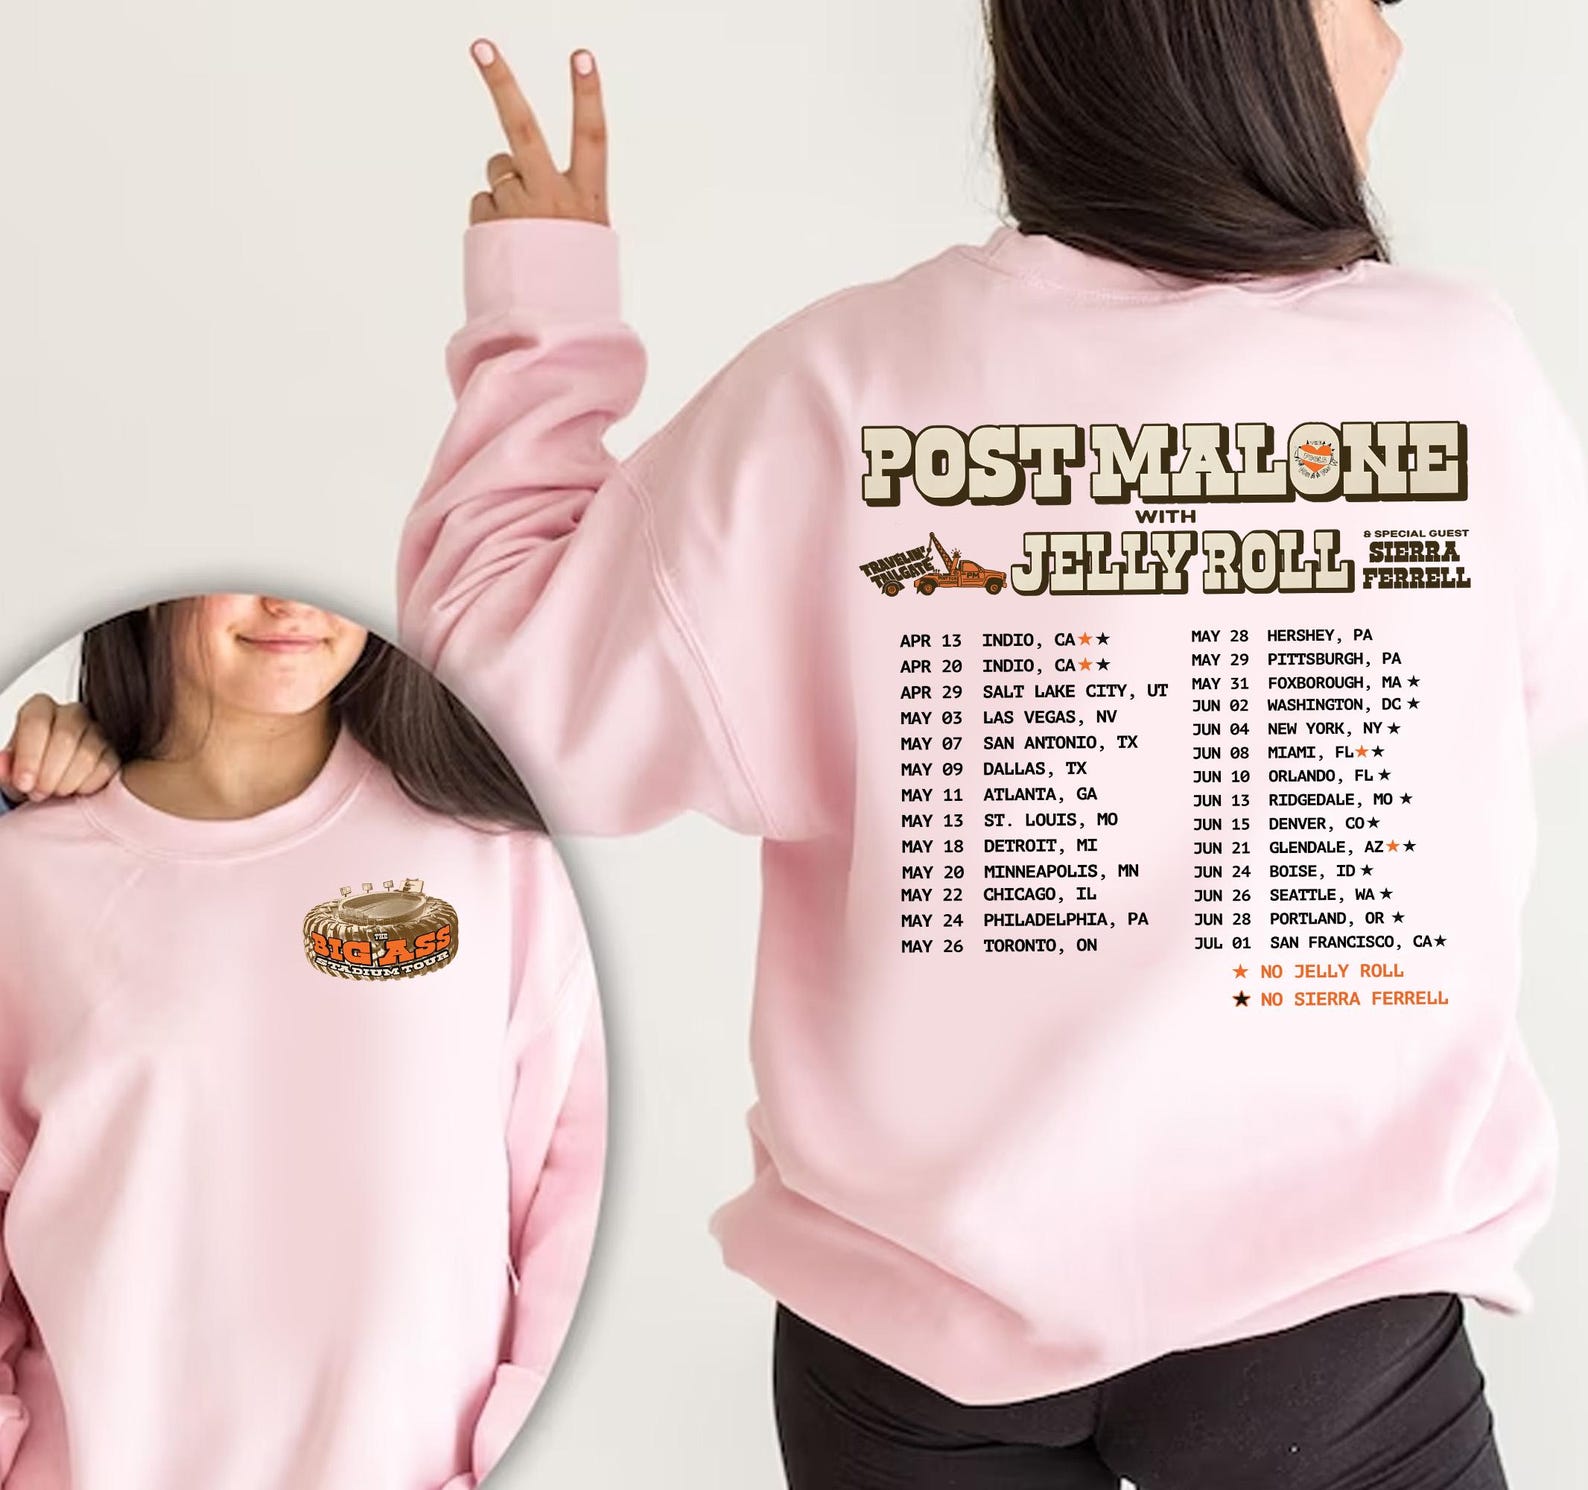 THE
BIG ASS
STADIUM TOUR
POST MALONE
WITH
TRAVELIN'
TAILGATE
PM
JELLY ROLL
& SPECIAL GUEST
SIERRA
FERRELL
APR 13 INDIO, CA★★
APR 20 INDIO, CA★★
APR 29 SALT LAKE CITY, UT
MAY 03 LAS VEGAS, NV
MAY 07 SAN ANTONIO, TX
MAY 09 DALLAS, TX
MAY 11 ATLANTA, GA
MAY 13 ST. LOUIS, MO
MAY 18 DETROIT, MI
MAY 20 MINNEAPOLIS, MN
MAY 22 CHICAGO, IL
MAY 24 PHILADELPHIA, PA
MAY 26 TORONTO, ON
MAY 28 HERSHEY, PA
MAY 29 PITTSBURGH, PA
MAY 31 FOXBOROUGH, MA ★
JUN 02 WASHINGTON, DC ★
JUN 04 NEW YORK, NY ★
JUN 08 MIAMI, FL★★
JUN 10 ORLANDO, FL ★
JUN 13 RIDGEDALE, MO ★
JUN 15 DENVER, CO★
JUN 21 GLENDALE, AZ★★
JUN 24 BOISE, ID ★
JUN 26 SEATTLE, WA ★
JUN 28 PORTLAND, OR ★
JUL 01 SAN FRANCISCO, CA★
★ NO JELLY ROLL
★ NO SIERRA FERRELL